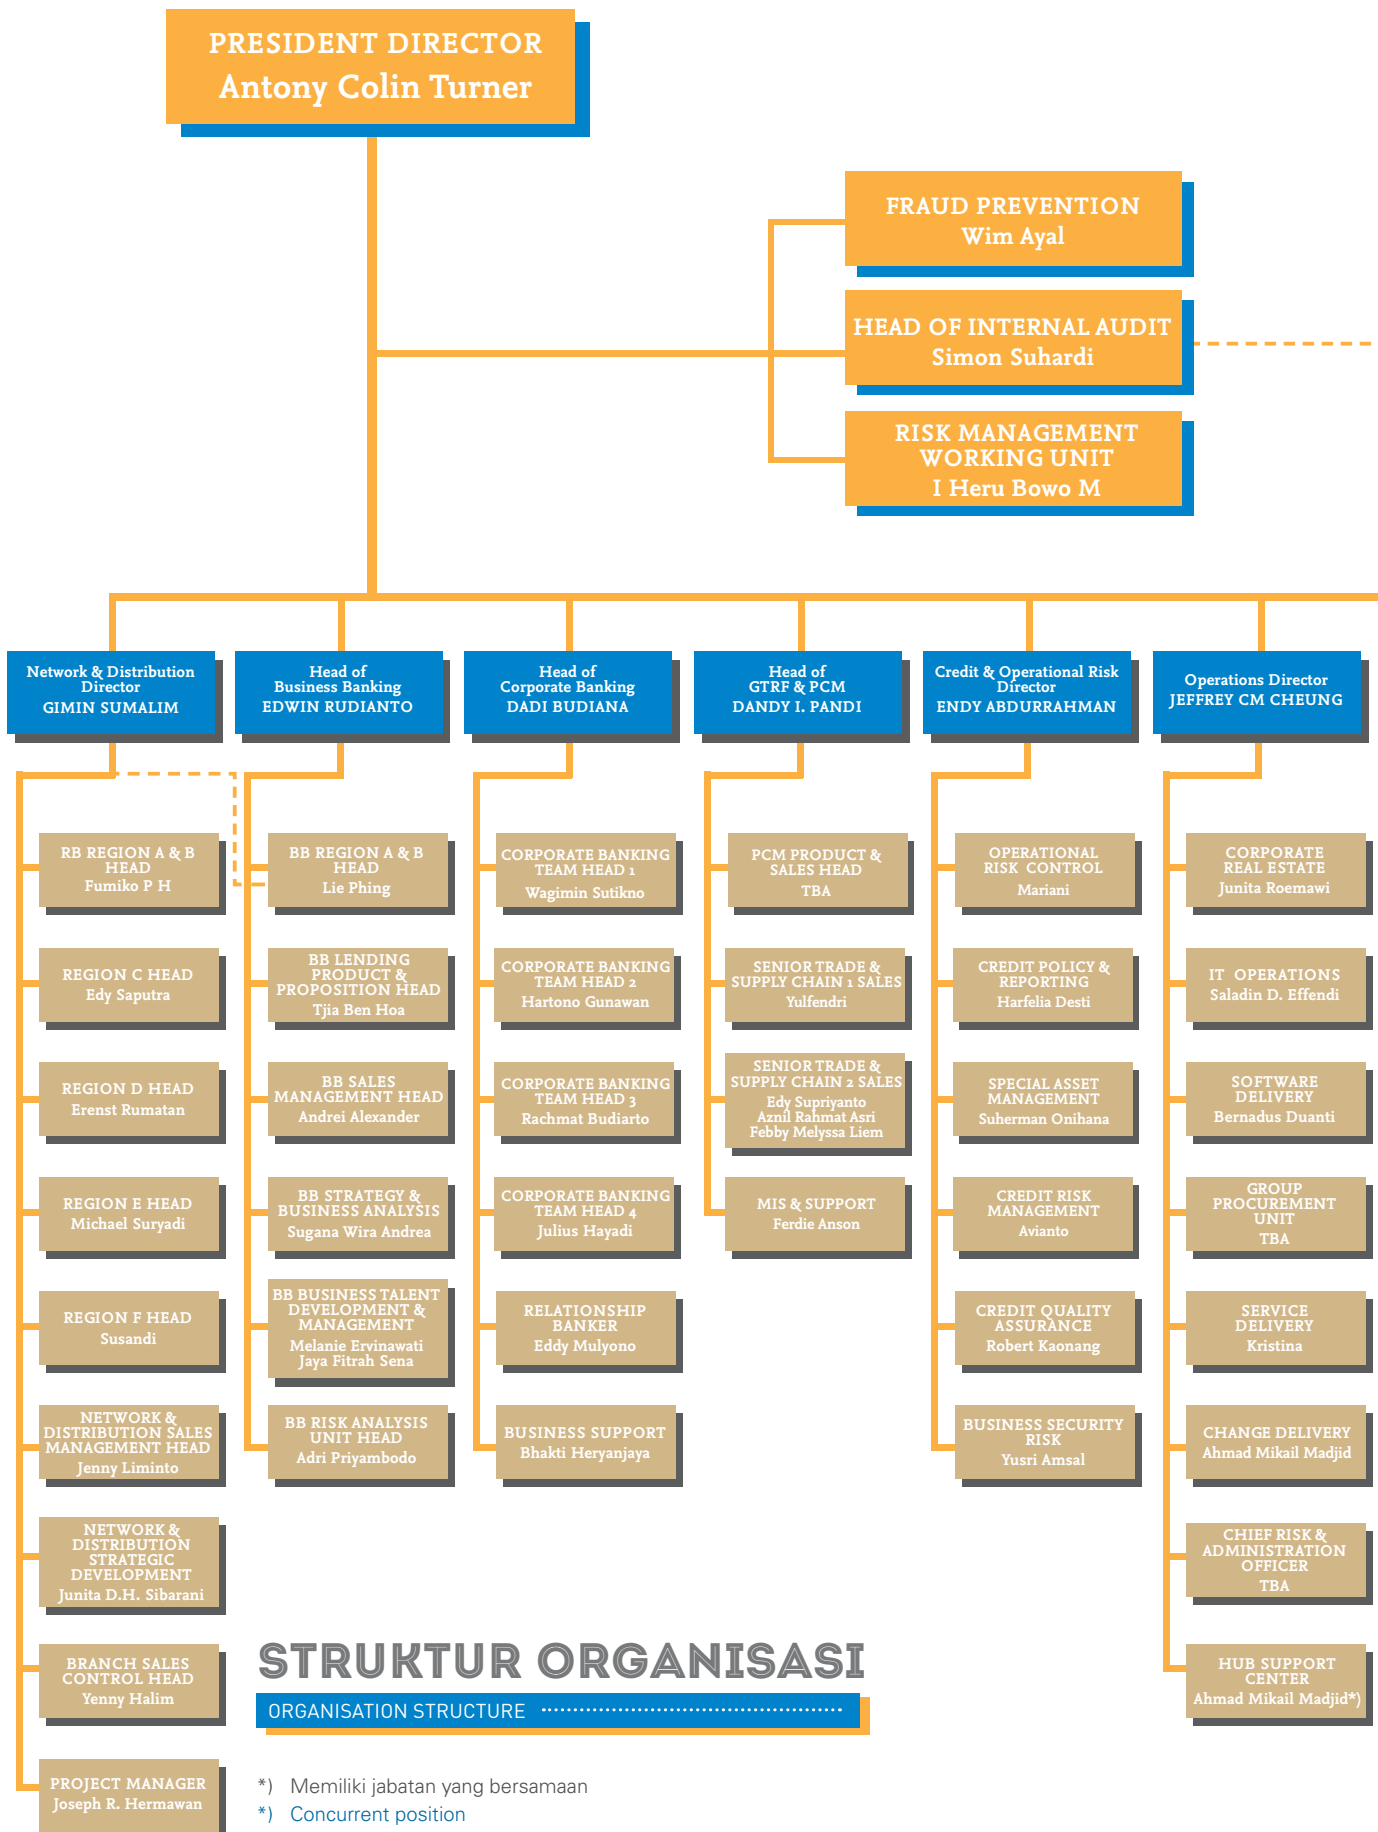 PRESIDENT DIRECTOR
Antony Colin Turner
FRAUD PREVENTION
Wim Ayal
HEAD OF INTERNAL AUDIT
Simon Suhardi
RISK MANAGEMENT
WORKING UNIT
I Heru Bowo M
Network & Distribution
Director
GIMIN SUMALIM
Head of
Business Banking
EDWIN RUDIANTO
Head of
Corporate Banking
DADI BUDIANA
Head of
GTRF & PCM
DANDY I. PANDI
Credit & Operational Risk
Director
ENDY ABDURRAHMAN
Operations Director
JEFFREY CM CHEUNG
RB REGION A & B
HEAD
Fumiko P H
REGION C HEAD
Edy Saputra
REGION D HEAD
Erenst Rumatan
REGION E HEAD
Michael Suryadi
REGION F HEAD
Susandi
NETWORK &
DISTRIBUTION SALES
MANAGEMENT HEAD
Jenny Liminto
NETWORK &
DISTRIBUTION
STRATEGIC
DEVELOPMENT
Junita D.H. Sibarani
BRANCH SALES
CONTROL HEAD
Yenny Halim
PROJECT MANAGER
Joseph R. Hermawan
BB REGION A & B
HEAD
Lie Phing
BB LENDING
PRODUCT &
PROPOSITION HEAD
Tjia Ben Hoa
BB SALES
MANAGEMENT HEAD
Andrei Alexander
BB STRATEGY &
BUSINESS ANALYSIS
Sugana Wira Andrea
BB BUSINESS TALENT
DEVELOPMENT &
MANAGEMENT
Melanie Ervinawati
Jaya Fitrah Sena
BB RISK ANALYSIS
UNIT HEAD
Adri Priyambodo
CORPORATE BANKING
TEAM HEAD 1
Wagimin Sutikno
CORPORATE BANKING
TEAM HEAD 2
Hartono Gunawan
CORPORATE BANKING
TEAM HEAD 3
Rachmat Budiarto
CORPORATE BANKING
TEAM HEAD 4
Julius Hayadi
RELATIONSHIP
BANKER
Eddy Mulyono
BUSINESS SUPPORT
Bhakti Heryanjaya
PCM PRODUCT &
SALES HEAD
TBA
SENIOR TRADE &
SUPPLY CHAIN 1 SALES
Yulfendri
SENIOR TRADE &
SUPPLY CHAIN 2 SALES
Edy Supriyanto
Aznil Rahmat Asri
Febby Melyssa Liem
MIS & SUPPORT
Ferdie Anson
OPERATIONAL
RISK CONTROL
Mariani
CREDIT POLICY &
REPORTING
Harfelia Desti
SPECIAL ASSET
MANAGEMENT
Suherman Onihana
CREDIT RISK
MANAGEMENT
Avianto
CREDIT QUALITY
ASSURANCE
Robert Kaonang
BUSINESS SECURITY
RISK
Yusri Amsal
CORPORATE
REAL ESTATE
Junita Roemawi
IT OPERATIONS
Saladin D. Effendi
SOFTWARE
DELIVERY
Bernadus Duanti
GROUP
PROCUREMENT
UNIT
TBA
SERVICE
DELIVERY
Kristina
CHANGE DELIVERY
Ahmad Mikail Madjid
CHIEF RISK &
ADMINISTRATION
OFFICER
TBA
HUB SUPPORT
CENTER
Ahmad Mikail Madjid*)
STRUKTUR ORGANISASI
ORGANISATION STRUCTURE
*) Memiliki jabatan yang bersamaan
*) Concurrent position